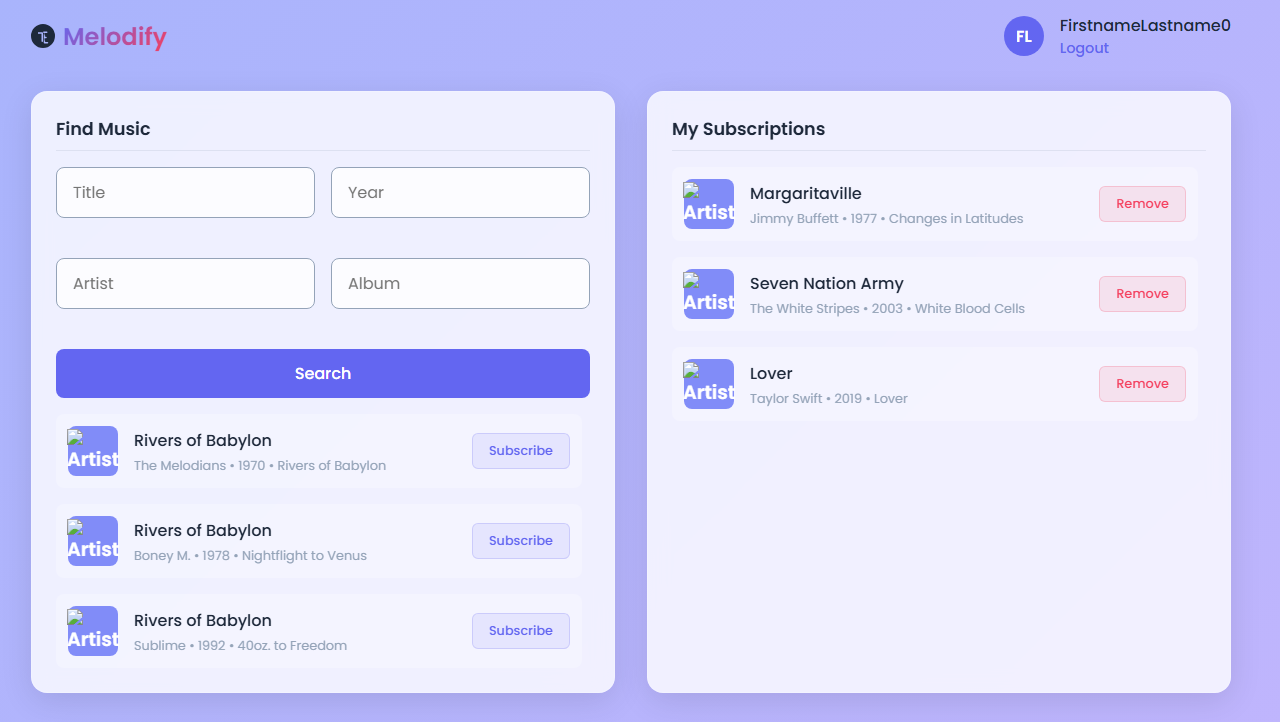 Melodify
FL
FirstnameLastname0
Logout
Find Music
Title
Year
Artist
Album
Search
Artist
Rivers of Babylon
The Melodians • 1970 • Rivers of Babylon
Subscribe
Artist
Rivers of Babylon
Boney M. • 1978 • Nightflight to Venus
Subscribe
Artist
Rivers of Babylon
Sublime • 1992 • 40oz. to Freedom
Subscribe
My Subscriptions
Artist
Margaritaville
Jimmy Buffett • 1977 • Changes in Latitudes
Remove
Artist
Seven Nation Army
The White Stripes • 2003 • White Blood Cells
Remove
Artist
Lover
Taylor Swift • 2019 • Lover
Remove